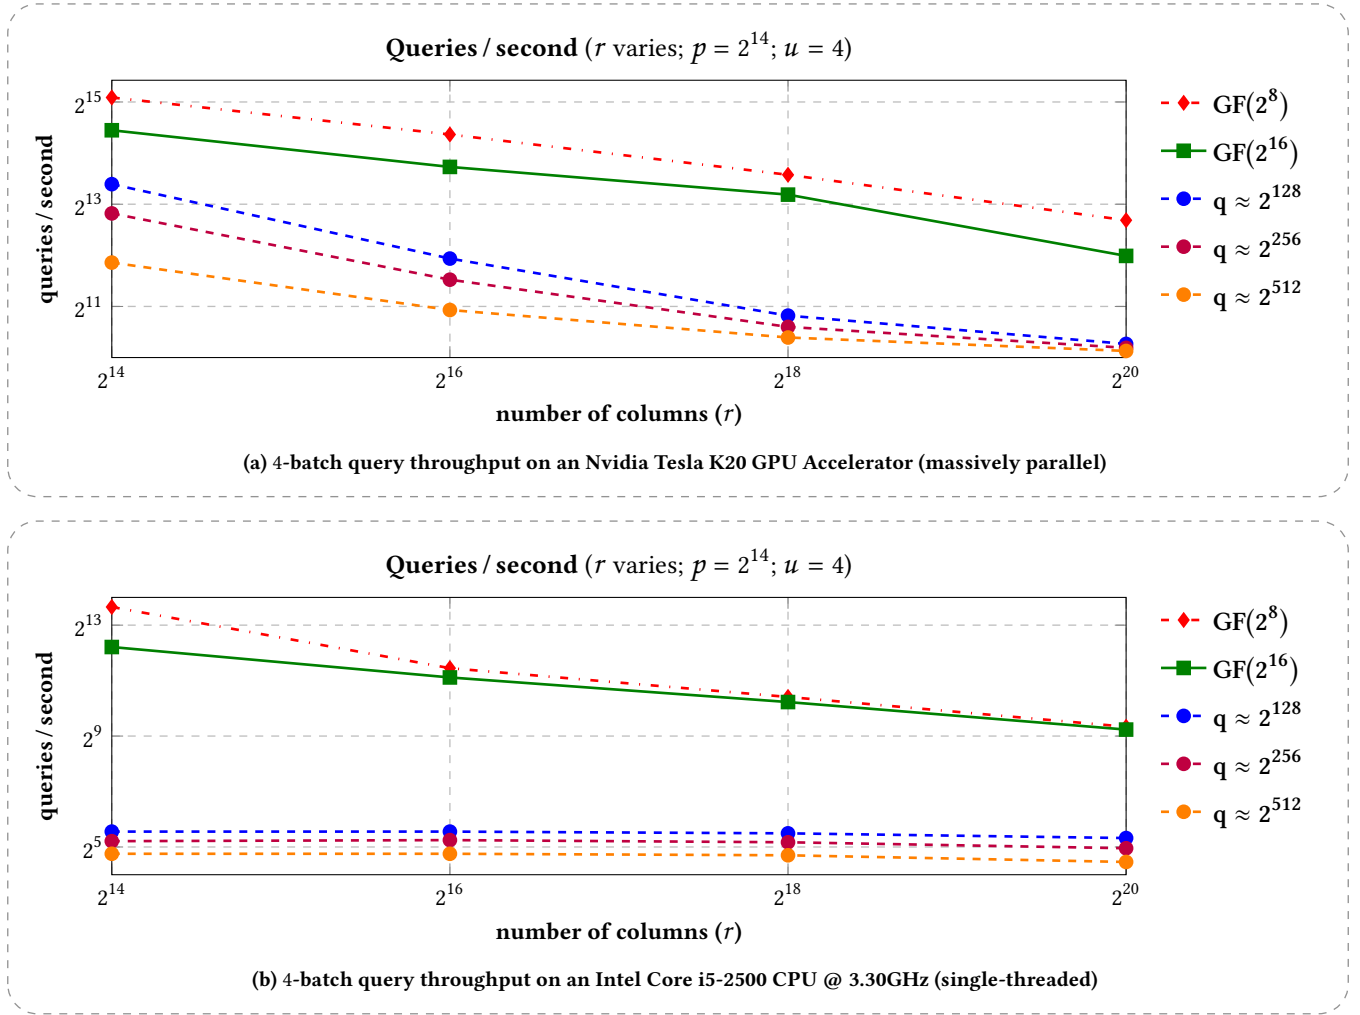 Queries / second (r varies; p = 2^14; u = 4)
queries / second
2^15
2^13
2^11
2^14 2^16 2^18 2^20
number of columns (r)
GF(2^8)
GF(2^16)
q ≈ 2^128
q ≈ 2^256
q ≈ 2^512
(a) 4-batch query throughput on an Nvidia Tesla K20 GPU Accelerator (massively parallel)
Queries / second (r varies; p = 2^14; u = 4)
queries / second
2^13
2^9
2^5
2^14 2^16 2^18 2^20
number of columns (r)
GF(2^8)
GF(2^16)
q ≈ 2^128
q ≈ 2^256
q ≈ 2^512
(b) 4-batch query throughput on an Intel Core i5-2500 CPU @ 3.30GHz (single-threaded)